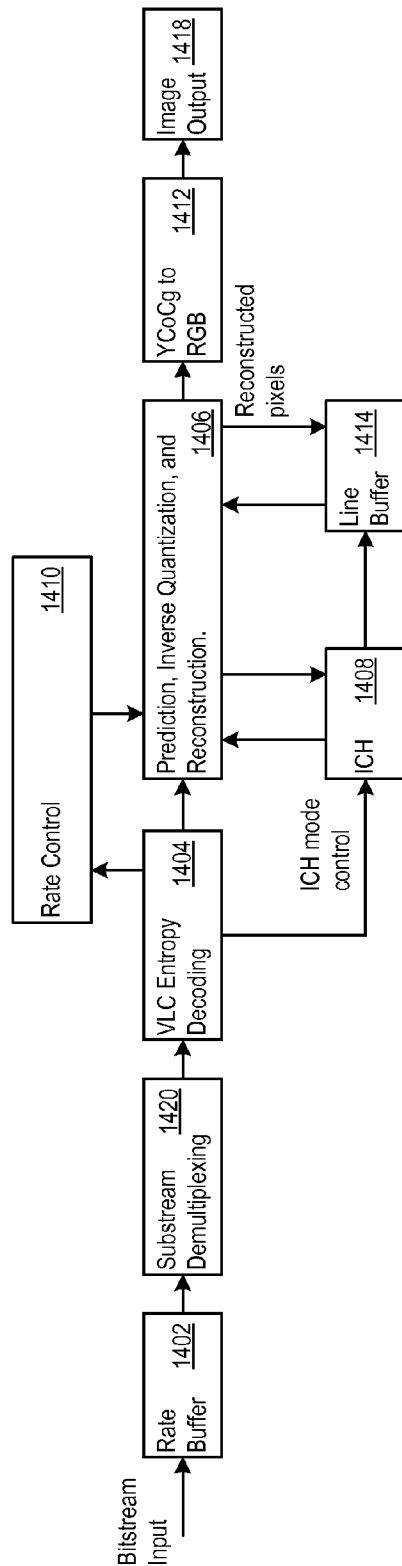 Bitstream
Input
Rate
Buffer
1402
Substream
Demultiplexing
1420
VLC Entropy
Decoding
1404
Rate Control
1410
Prediction, Inverse Quantization, and
Reconstruction.
1406
YCoCg to
RGB
1412
Image
Output
1418
ICH mode
control
ICH
1408
Line
Buffer
1414
Reconstructed
pixels